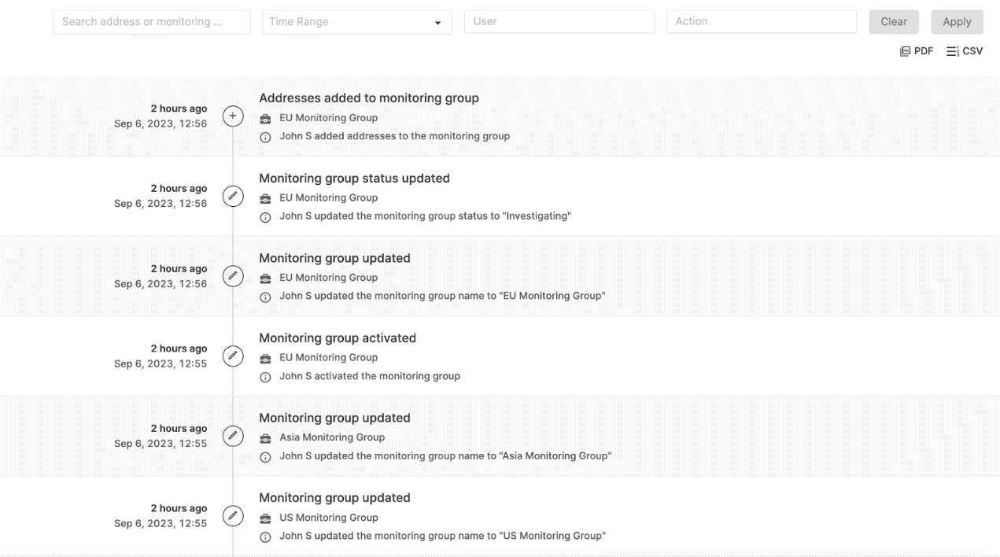 Search address or monitoring ...
Time Range
User
Action
Clear
Apply
PDF
CSV
2 hours ago
Sep 6, 2023, 12:56
Addresses added to monitoring group
EU Monitoring Group
John S added addresses to the monitoring group
2 hours ago
Sep 6, 2023, 12:56
Monitoring group status updated
EU Monitoring Group
John S updated the monitoring group status to "Investigating"
2 hours ago
Sep 6, 2023, 12:56
Monitoring group updated
EU Monitoring Group
John S updated the monitoring group name to "EU Monitoring Group"
2 hours ago
Sep 6, 2023, 12:55
Monitoring group activated
EU Monitoring Group
John S activated the monitoring group
2 hours ago
Sep 6, 2023, 12:55
Monitoring group updated
Asia Monitoring Group
John S updated the monitoring group name to "Asia Monitoring Group"
2 hours ago
Sep 6, 2023, 12:55
Monitoring group updated
US Monitoring Group
John S updated the monitoring group name to "US Monitoring Group"